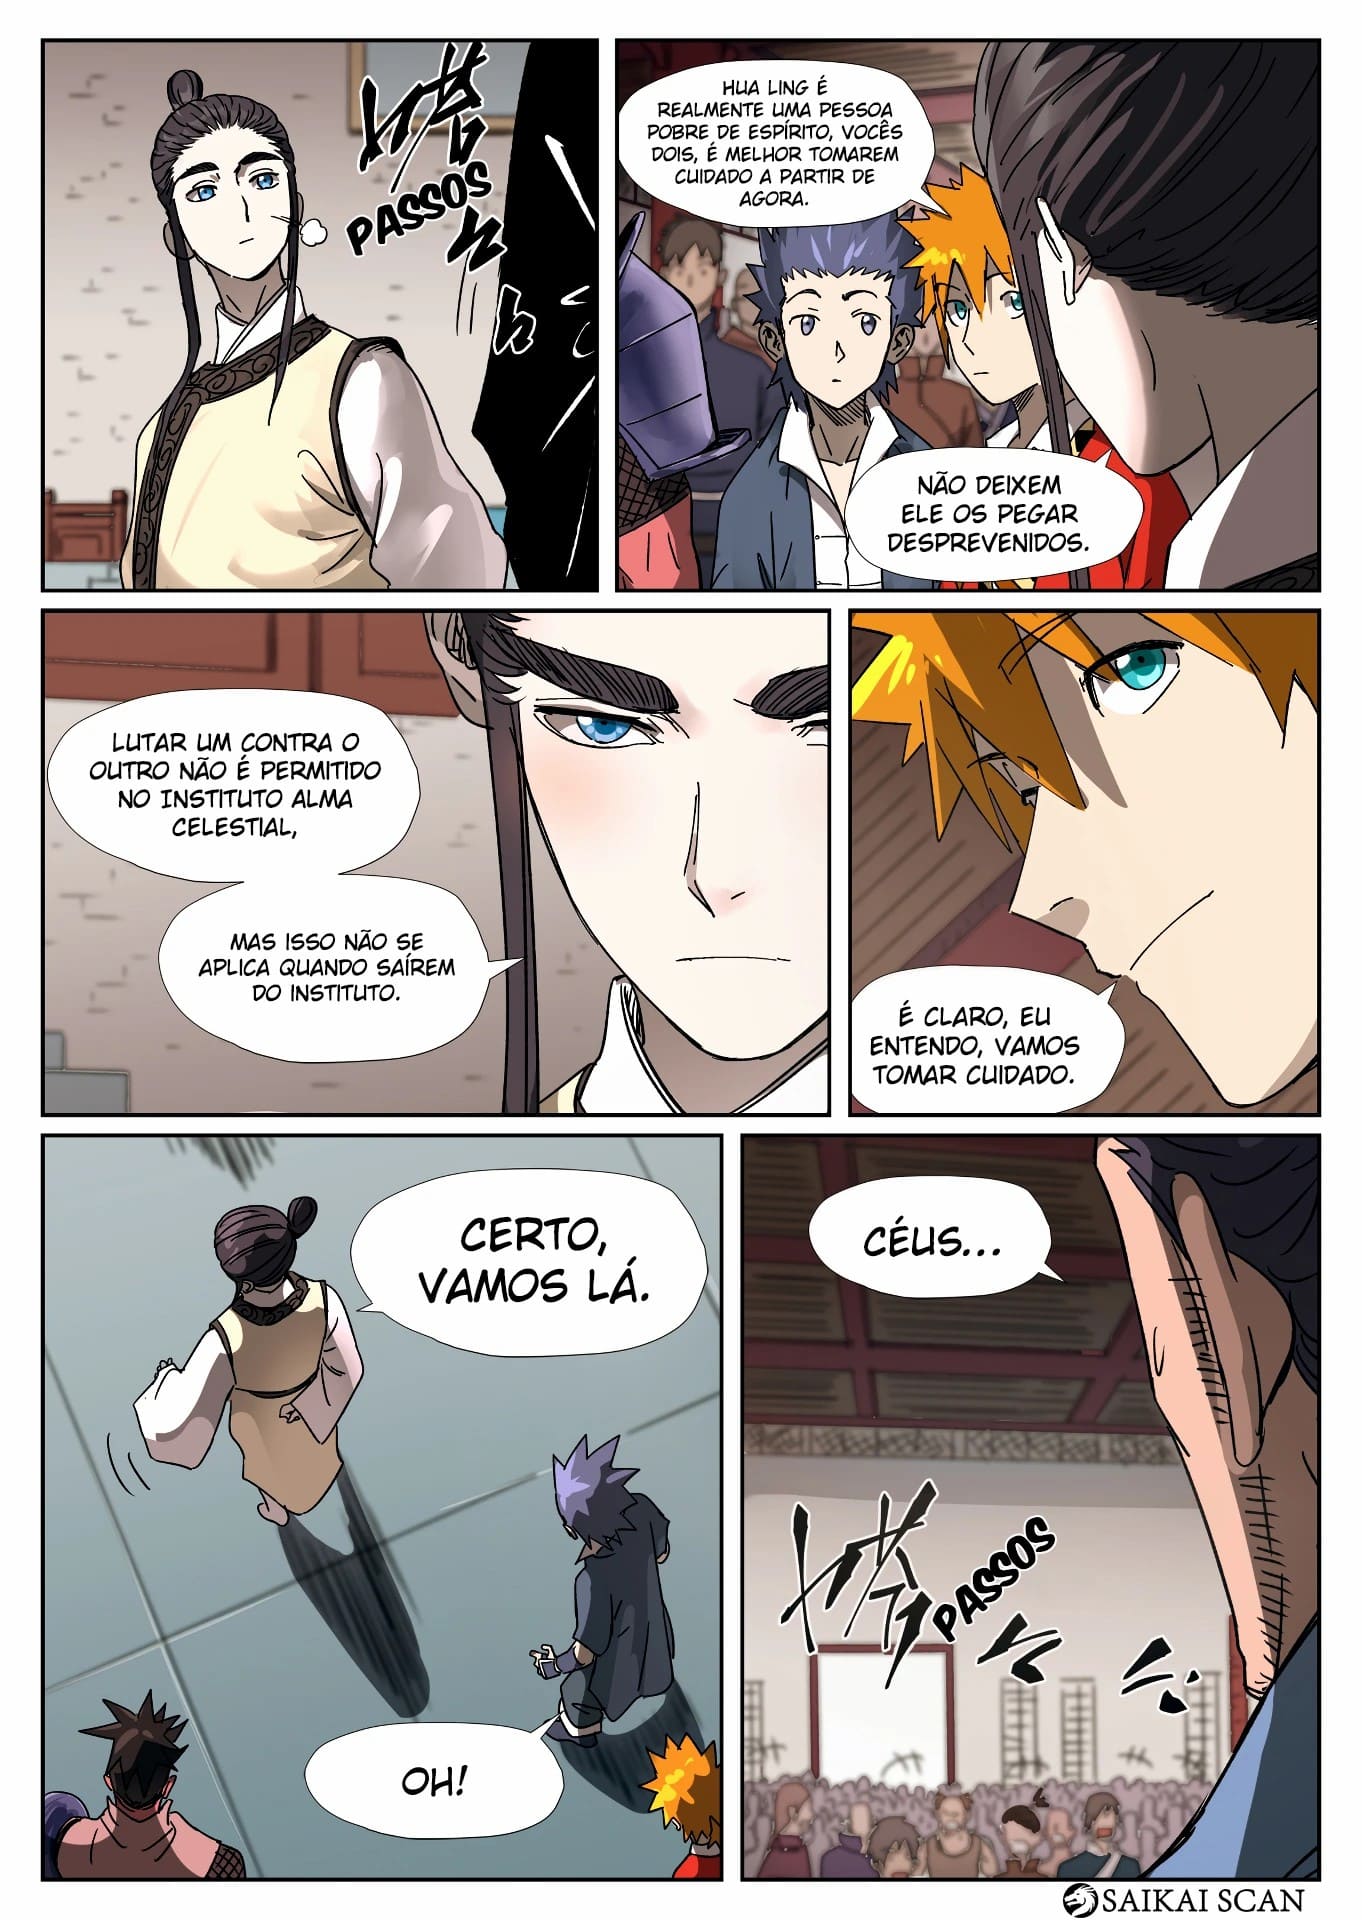 PASSOS
HUA LING É
REALMENTE UMA PESSOA
POBRE DE ESPÍRITO, VOCÊS
DOIS, É MELHOR TOMAREM
CUIDADO A PARTIR DE
AGORA.
NÃO DEIXEM
ELE OS PEGAR
DESPREVENIDOS.
LUTAR UM CONTRA O
OUTRO NÃO É PERMITIDO
NO INSTITUTO ALMA
CELESTIAL,
MAS ISSO NÃO SE
APLICA QUANDO SAÍREM
DO INSTITUTO.
É CLARO, EU
ENTENDO, VAMOS
TOMAR CUIDADO.
CERTO,
VAMOS LÁ.
OH!
CÉUS...
PASSOS
SAIKAI SCAN